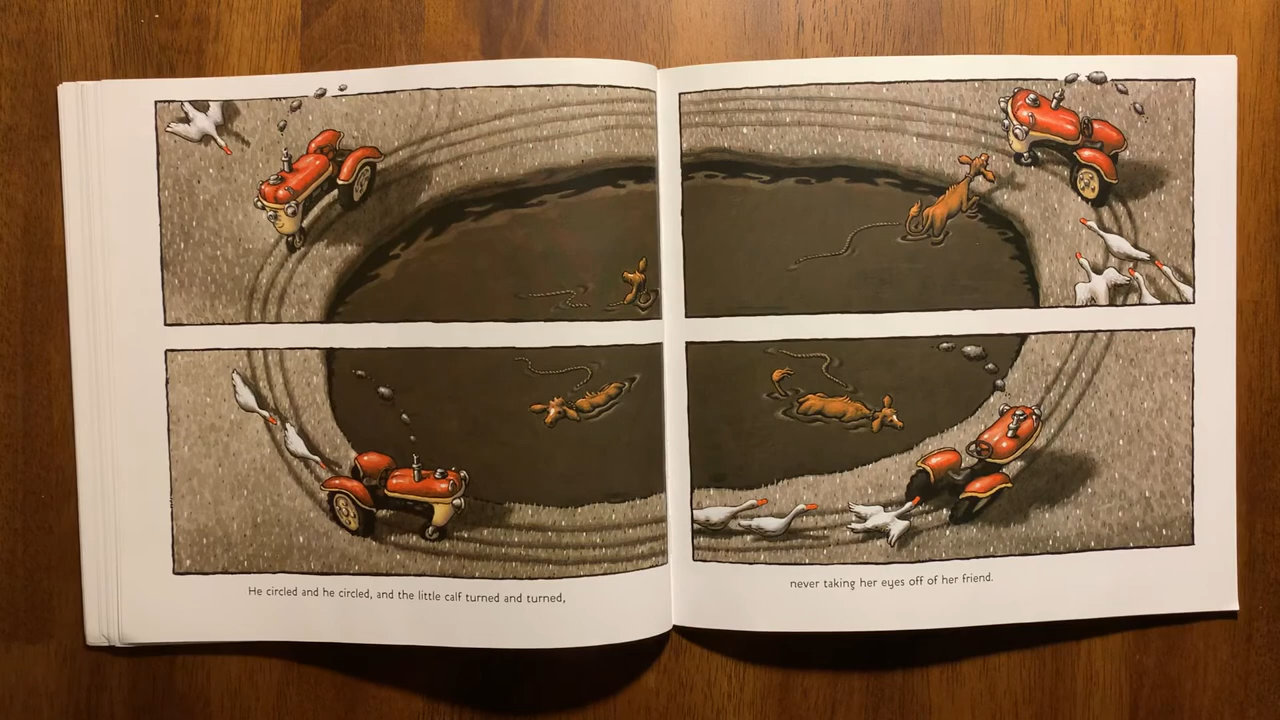 He circled and he circled, and the little calf turned and turned,
never taking her eyes off of her friend.